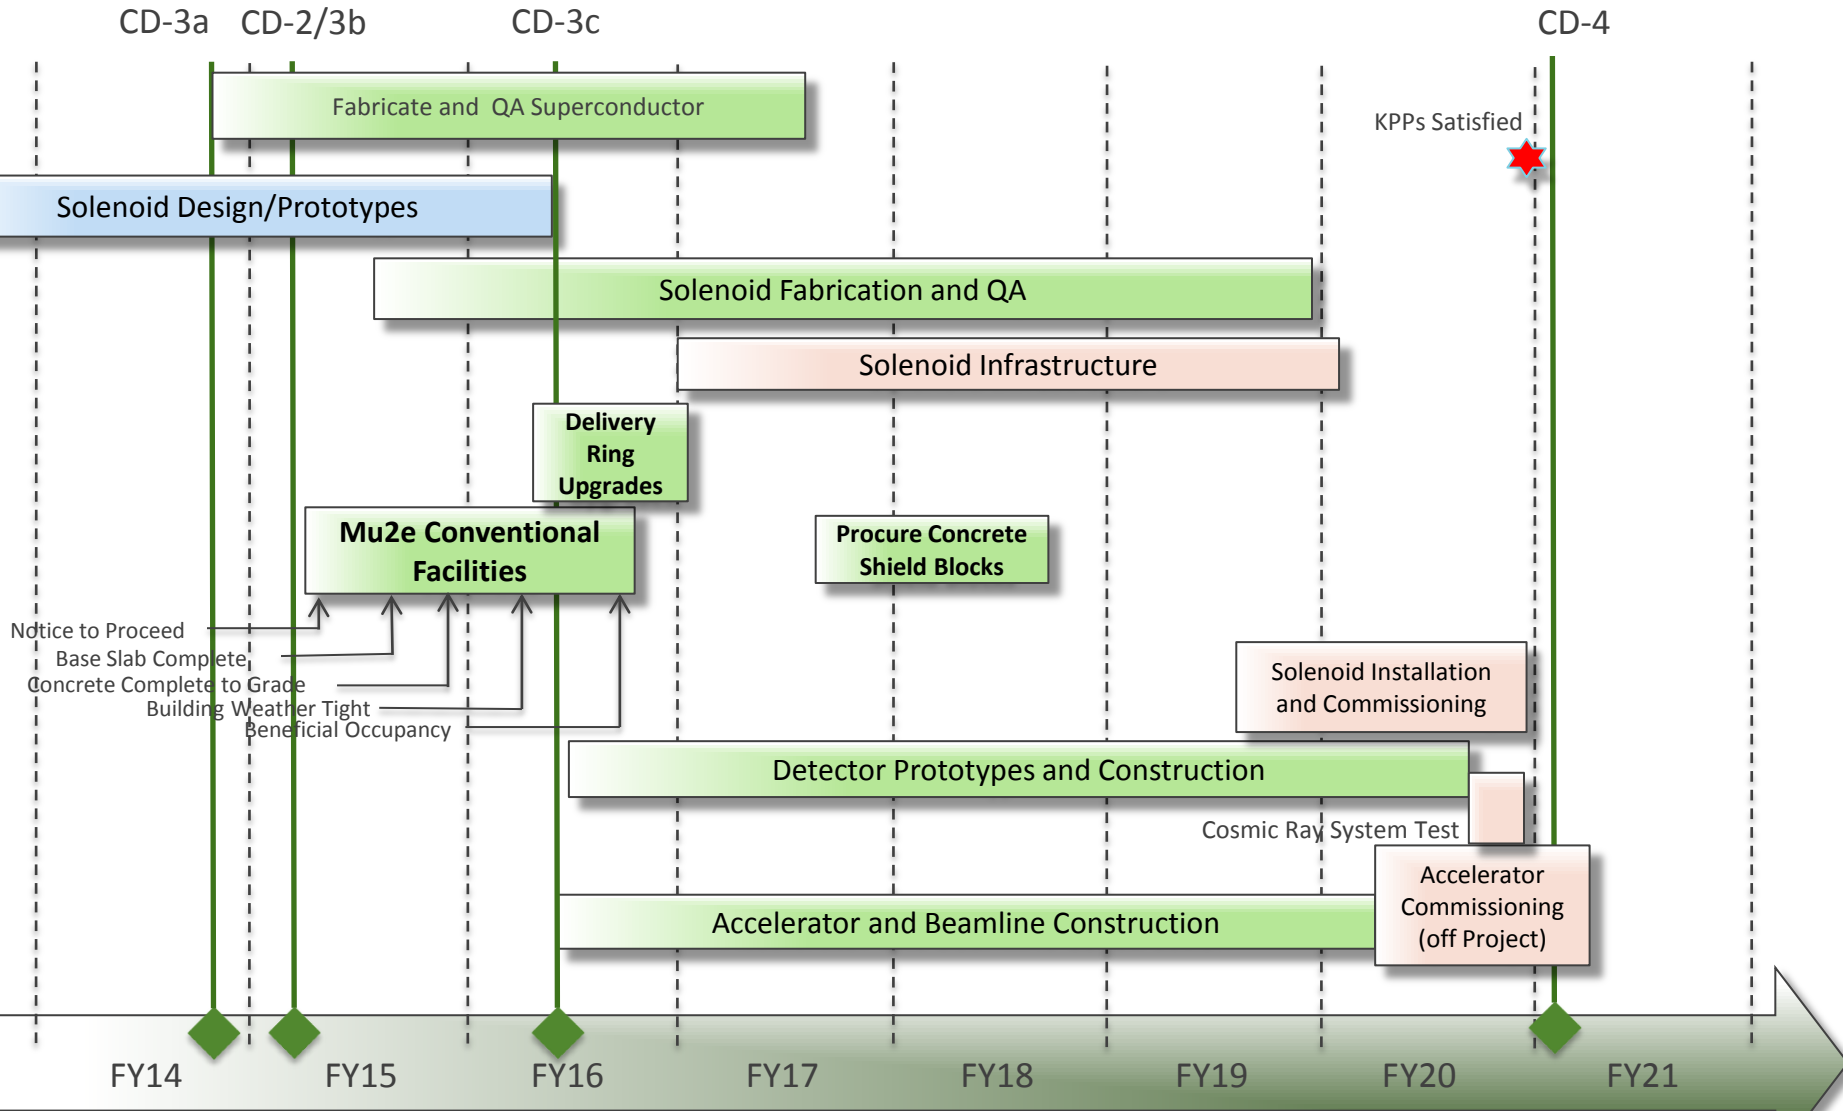 CD-3a
CD-2/3b
CD-3c
CD-4
Fabricate and QA Superconductor
KPPs Satisfied
Solenoid Design/Prototypes
Solenoid Fabrication and QA
Solenoid Infrastructure
Delivery
Ring
Upgrades
Mu2e Conventional
Facilities
Procure Concrete
Shield Blocks
Notice to Proceed
Base Slab Complete
Concrete Complete to Grade
Building Weather Tight
Beneficial Occupancy
Solenoid Installation
and Commissioning
Detector Prototypes and Construction
Cosmic Ray System Test
Accelerator
Commissioning
(off Project)
Accelerator and Beamline Construction
FY14
FY15
FY16
FY17
FY18
FY19
FY20
FY21